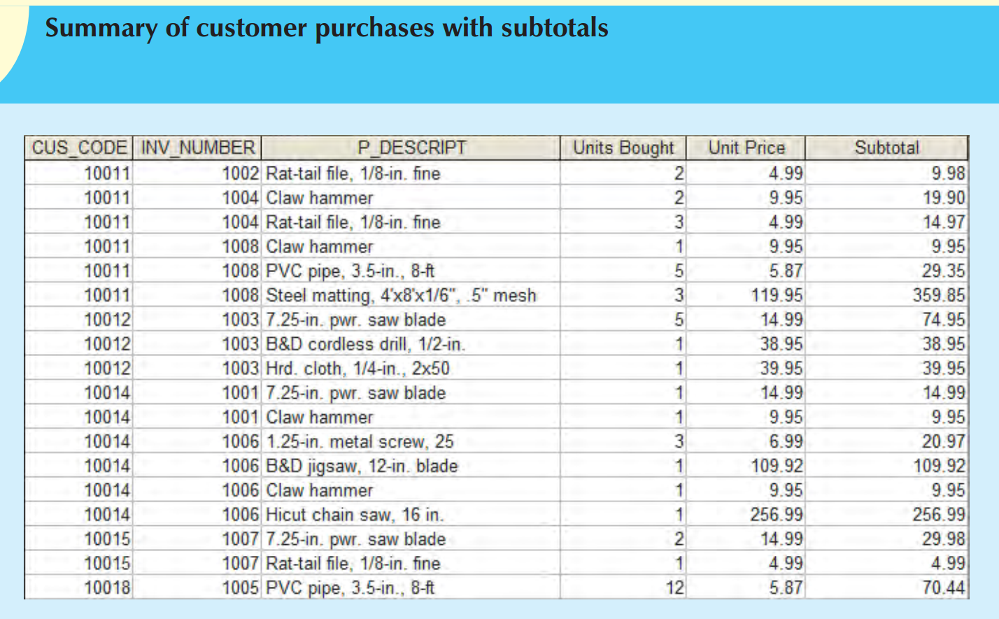 Summary of customer purchases with subtotals
CUS_CODE INV_NUMBER P_DESCRIPT Units Bought Unit Price Subtotal
10011 1002 Rat-tail file, 1/8-in. fine 2 4.99 9.98
10011 1004 Claw hammer 2 9.95 19.90
10011 1004 Rat-tail file, 1/8-in. fine 3 4.99 14.97
10011 1008 Claw hammer 1 9.95 9.95
10011 1008 PVC pipe, 3.5-in., 8-ft 5 5.87 29.35
10011 1008 Steel matting, 4'x8'x1/6", .5" mesh 3 119.95 359.85
10012 1003 7.25-in. pwr. saw blade 5 14.99 74.95
10012 1003 B&D cordless drill, 1/2-in. 1 38.95 38.95
10012 1003 Hrd. cloth, 1/4-in., 2x50 1 39.95 39.95
10014 1001 7.25-in. pwr. saw blade 1 14.99 14.99
10014 1001 Claw hammer 1 9.95 9.95
10014 1006 1.25-in. metal screw, 25 3 6.99 20.97
10014 1006 B&D jigsaw, 12-in. blade 1 109.92 109.92
10014 1006 Claw hammer 1 9.95 9.95
10014 1006 Hicut chain saw, 16 in. 1 256.99 256.99
10015 1007 7.25-in. pwr. saw blade 2 14.99 29.98
10015 1007 Rat-tail file, 1/8-in. fine 1 4.99 4.99
10018 1005 PVC pipe, 3.5-in., 8-ft 12 5.87 70.44